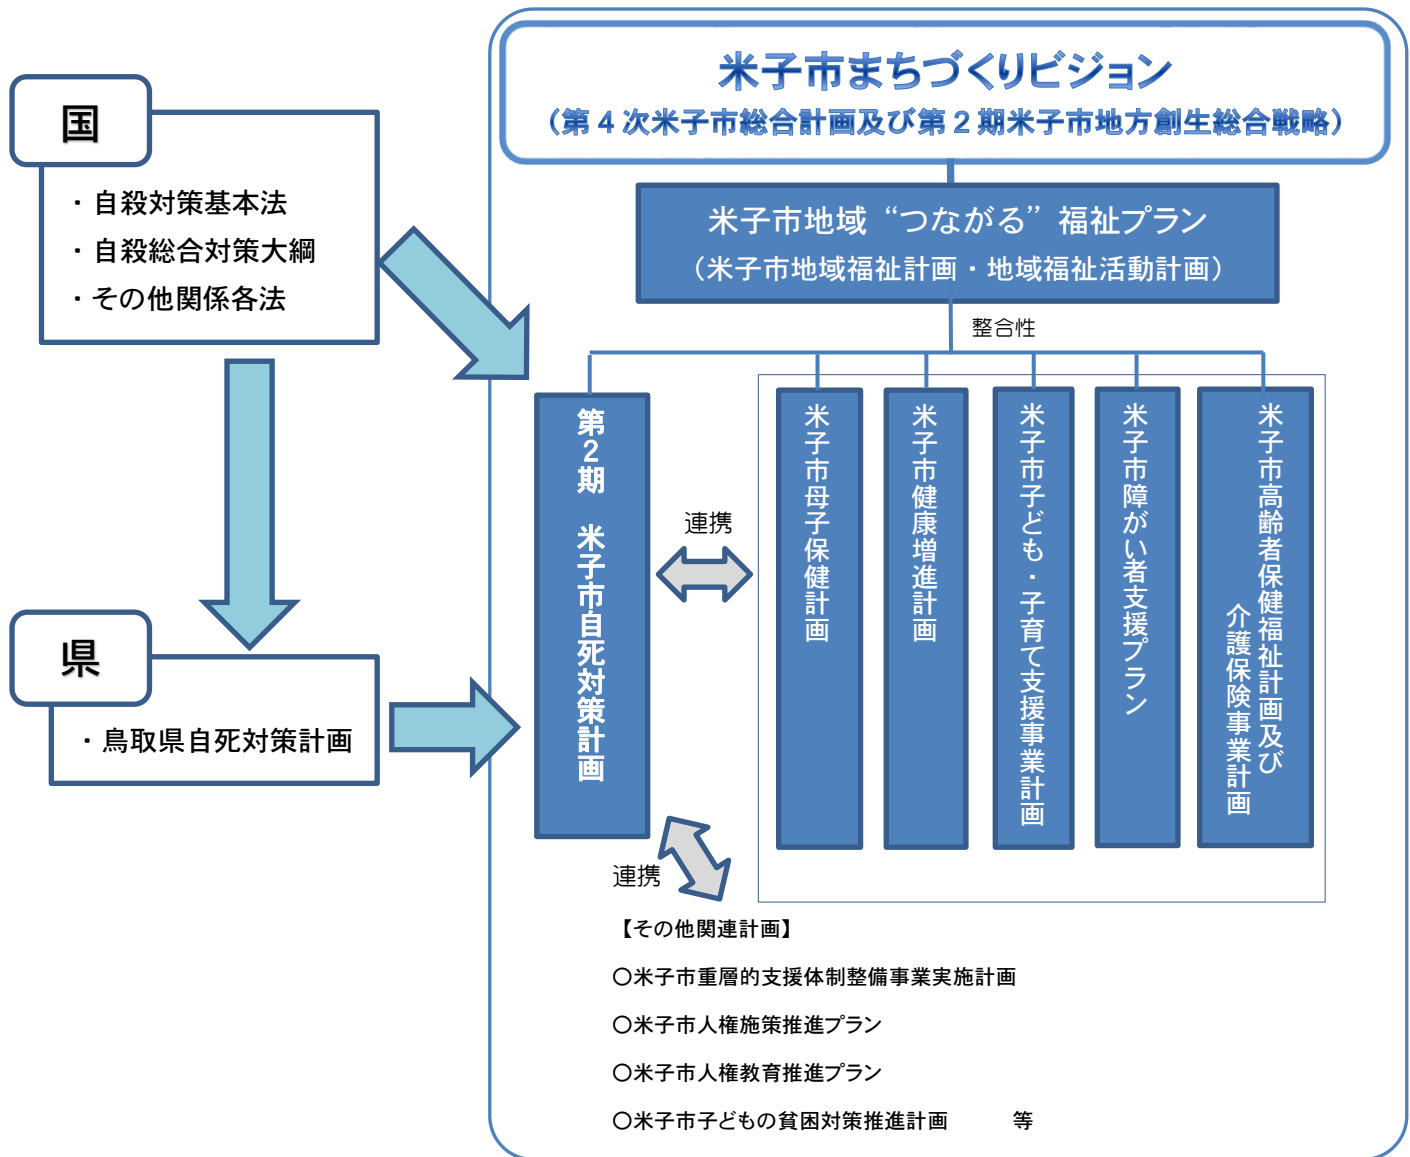 米子市まちづくりビジョン
（第４次米子市総合計画及び第２期米子市地方創生総合戦略）
国
・自殺対策基本法
・自殺総合対策大綱
・その他関係各法
米子市地域“つながる”福祉プラン
（米子市地域福祉計画・地域福祉活動計画）
整合性
県
・鳥取県自死対策計画
第２期　米子市自死対策計画
連携
米子市母子保健計画
米子市健康増進計画
米子市子ども・子育て支援事業計画
米子市障がい者支援プラン
米子市高齢者保健福祉計画及び
介護保険事業計画
連携
【その他関連計画】
〇米子市重層的支援体制整備事業実施計画
〇米子市人権施策推進プラン
〇米子市人権教育推進プラン
〇米子市子どもの貧困対策推進計画　　　等